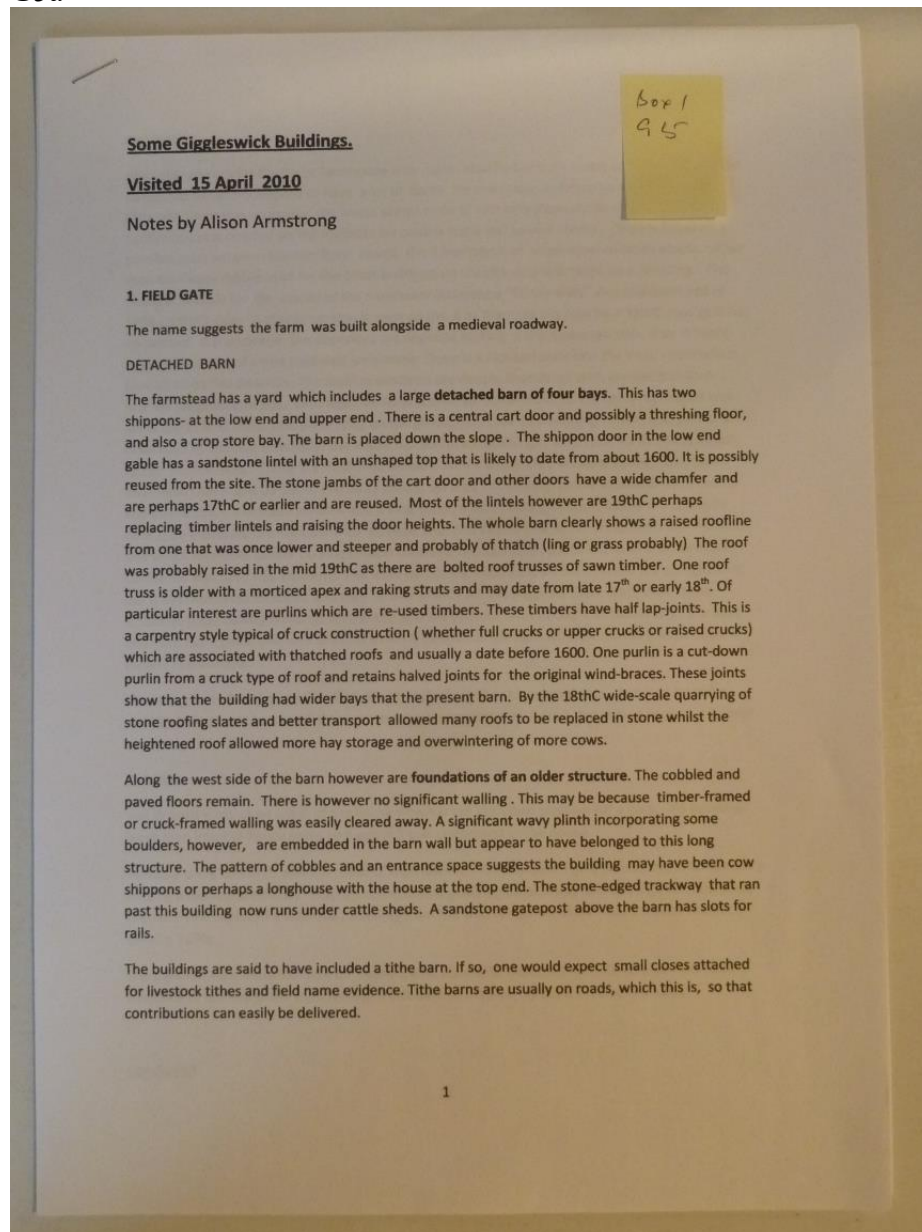 Box 1
G5
Some Giggleswick Buildings.
Visited 15 April 2010
Notes by Alison Armstrong
1. FIELD GATE
The name suggests the farm was built alongside a medieval roadway.
DETACHED BARN
The farmstead has a yard which includes a large detached barn of four bays. This has two
shippons- at the low end and upper end . There is a central cart door and possibly a threshing floor,
and also a crop store bay. The barn is placed down the slope . The shippon door in the low end
gable has a sandstone lintel with an unshaped top that is likely to date from about 1600. It is possibly
reused from the site. The stone jambs of the cart door and other doors have a wide chamfer and
are perhaps 17thC or earlier and are reused. Most of the lintels however are 19thC perhaps
replacing timber lintels and raising the door heights. The whole barn clearly shows a raised roofline
from one that was once lower and steeper and probably of thatch (ling or grass probably) The roof
was probably raised in the mid 19thC as there are bolted roof trusses of sawn timber. One roof
truss is older with a morticed apex and raking struts and may date from late 17th or early 18th. Of
particular interest are purlins which are re-used timbers. These timbers have half lap-joints. This is
a carpentry style typical of cruck construction ( whether full crucks or upper crucks or raised crucks)
which are associated with thatched roofs and usually a date before 1600. One purlin is a cut-down
purlin from a cruck type of roof and retains halved joints for the original wind-braces. These joints
show that the building had wider bays that the present barn. By the 18thC wide-scale quarrying of
stone roofing slates and better transport allowed many roofs to be replaced in stone whilst the
heightened roof allowed more hay storage and overwintering of more cows.
Along the west side of the barn however are foundations of an older structure. The cobbled and
paved floors remain. There is however no significant walling . This may be because timber-framed
or cruck-framed walling was easily cleared away. A significant wavy plinth incorporating some
boulders, however, are embedded in the barn wall but appear to have belonged to this long
structure. The pattern of cobbles and an entrance space suggests the building may have been cow
shippons or perhaps a longhouse with the house at the top end. The stone-edged trackway that ran
past this building now runs under cattle sheds. A sandstone gatepost above the barn has slots for
rails.
The buildings are said to have included a tithe barn. If so, one would expect small closes attached
for livestock tithes and field name evidence. Tithe barns are usually on roads, which this is, so that
contributions can easily be delivered.
1